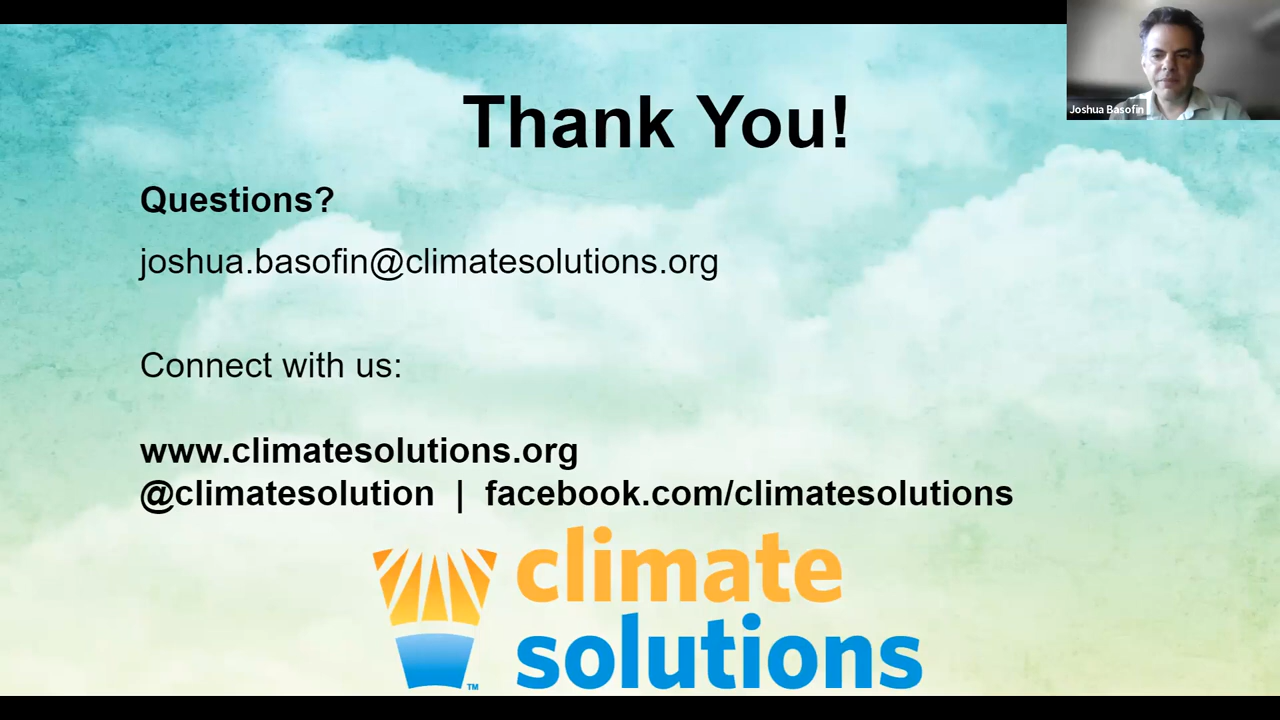 Thank You!
Joshua Basofin
Questions?
joshua.basofin@climatesolutions.org
Connect with us:
www.climatesolutions.org
@climatesolution | facebook.com/climatesolutions
climate
solutions
TM